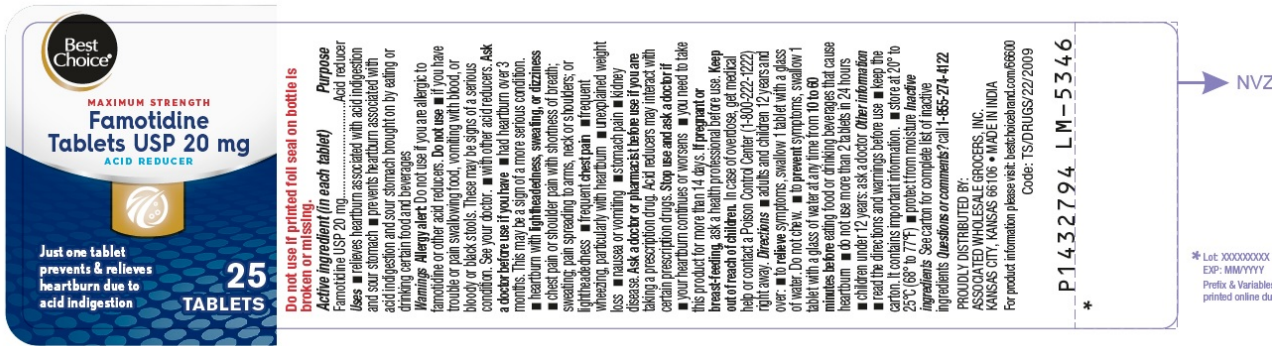 Best
Choice®
MAXIMUM STRENGTH
Famotidine
Tablets USP 20 mg
ACID REDUCER
Just one tablet
prevents & relieves
heartburn due to
acid indigestion
25
TABLETS
Do not use if printed foil seal on bottle is
broken or missing.
Active ingredient (in each tablet) Purpose
Famotidine USP 20 mg..................Acid reducer
Uses ■ relieves heartburn associated with acid indigestion
and sour stomach ■ prevents heartburn associated with
acid indigestion and sour stomach brought on by eating or
drinking certain food and beverages
Warnings Allergy alert: Do not use if you are allergic to
famotidine or other acid reducers. Do not use ■ if you have
trouble or pain swallowing food, vomiting with blood, or
bloody or black stools. These may be signs of a serious
condition. See your doctor. ■ with other acid reducers. Ask
a doctor before use if you have ■ had heartburn over 3
months. This may be a sign of a more serious condition.
■ heartburn with lightheadedness, sweating, or dizziness
■ chest pain or shoulder pain with shortness of breath;
sweating; pain spreading to arms, neck or shoulders; or
lightheadedness ■ frequent chest pain ■ frequent
wheezing, particularly with heartburn ■ unexplained weight
loss ■ nausea or vomiting ■ stomach pain ■ kidney
disease. Ask a doctor or pharmacist before use if you are
taking a prescription drug. Acid reducers may interact with
certain prescription drugs. Stop use and ask a doctor if
■ your heartburn continues or worsens ■ you need to take
this product for more than 14 days. If pregnant or
breast-feeding, ask a health professional before use. Keep
out of reach of children. In case of overdose, get medical
help or contact a Poison Control Center (1-800-222-1222)
right away. Directions ■ adults and children 12 years and
over: ■ to relieve symptoms, swallow 1 tablet with a glass
of water. Do not chew. ■ to prevent symptoms, swallow 1
tablet with a glass of water at any time from 10 to 60
minutes before eating food or drinking beverages that cause
heartburn ■ do not use more than 2 tablets in 24 hours
■ children under 12 years: ask a doctor Other information
■ read the directions and warnings before use ■ keep the
carton. It contains important information. ■ store at 20° to
25°C (68° to 77°F) ■ protect from moisture Inactive
ingredients See carton for complete list of inactive
ingredients Questions or comments? call 1-855-274-4122
PROUDLY DISTRIBUTED BY:
ASSOCIATED WHOLESALE GROCERS, INC.
KANSAS CITY, KANSAS 66106 • MADE IN INDIA
For product information please visit: bestchoicebrand.com/66600
Code: TS/DRUGS/22/2009
P1432794 LM-5346
*
NVZ
* Lot: XXXXXXXXX
EXP: MM/YYYY
Prefix & Variables
printed online du